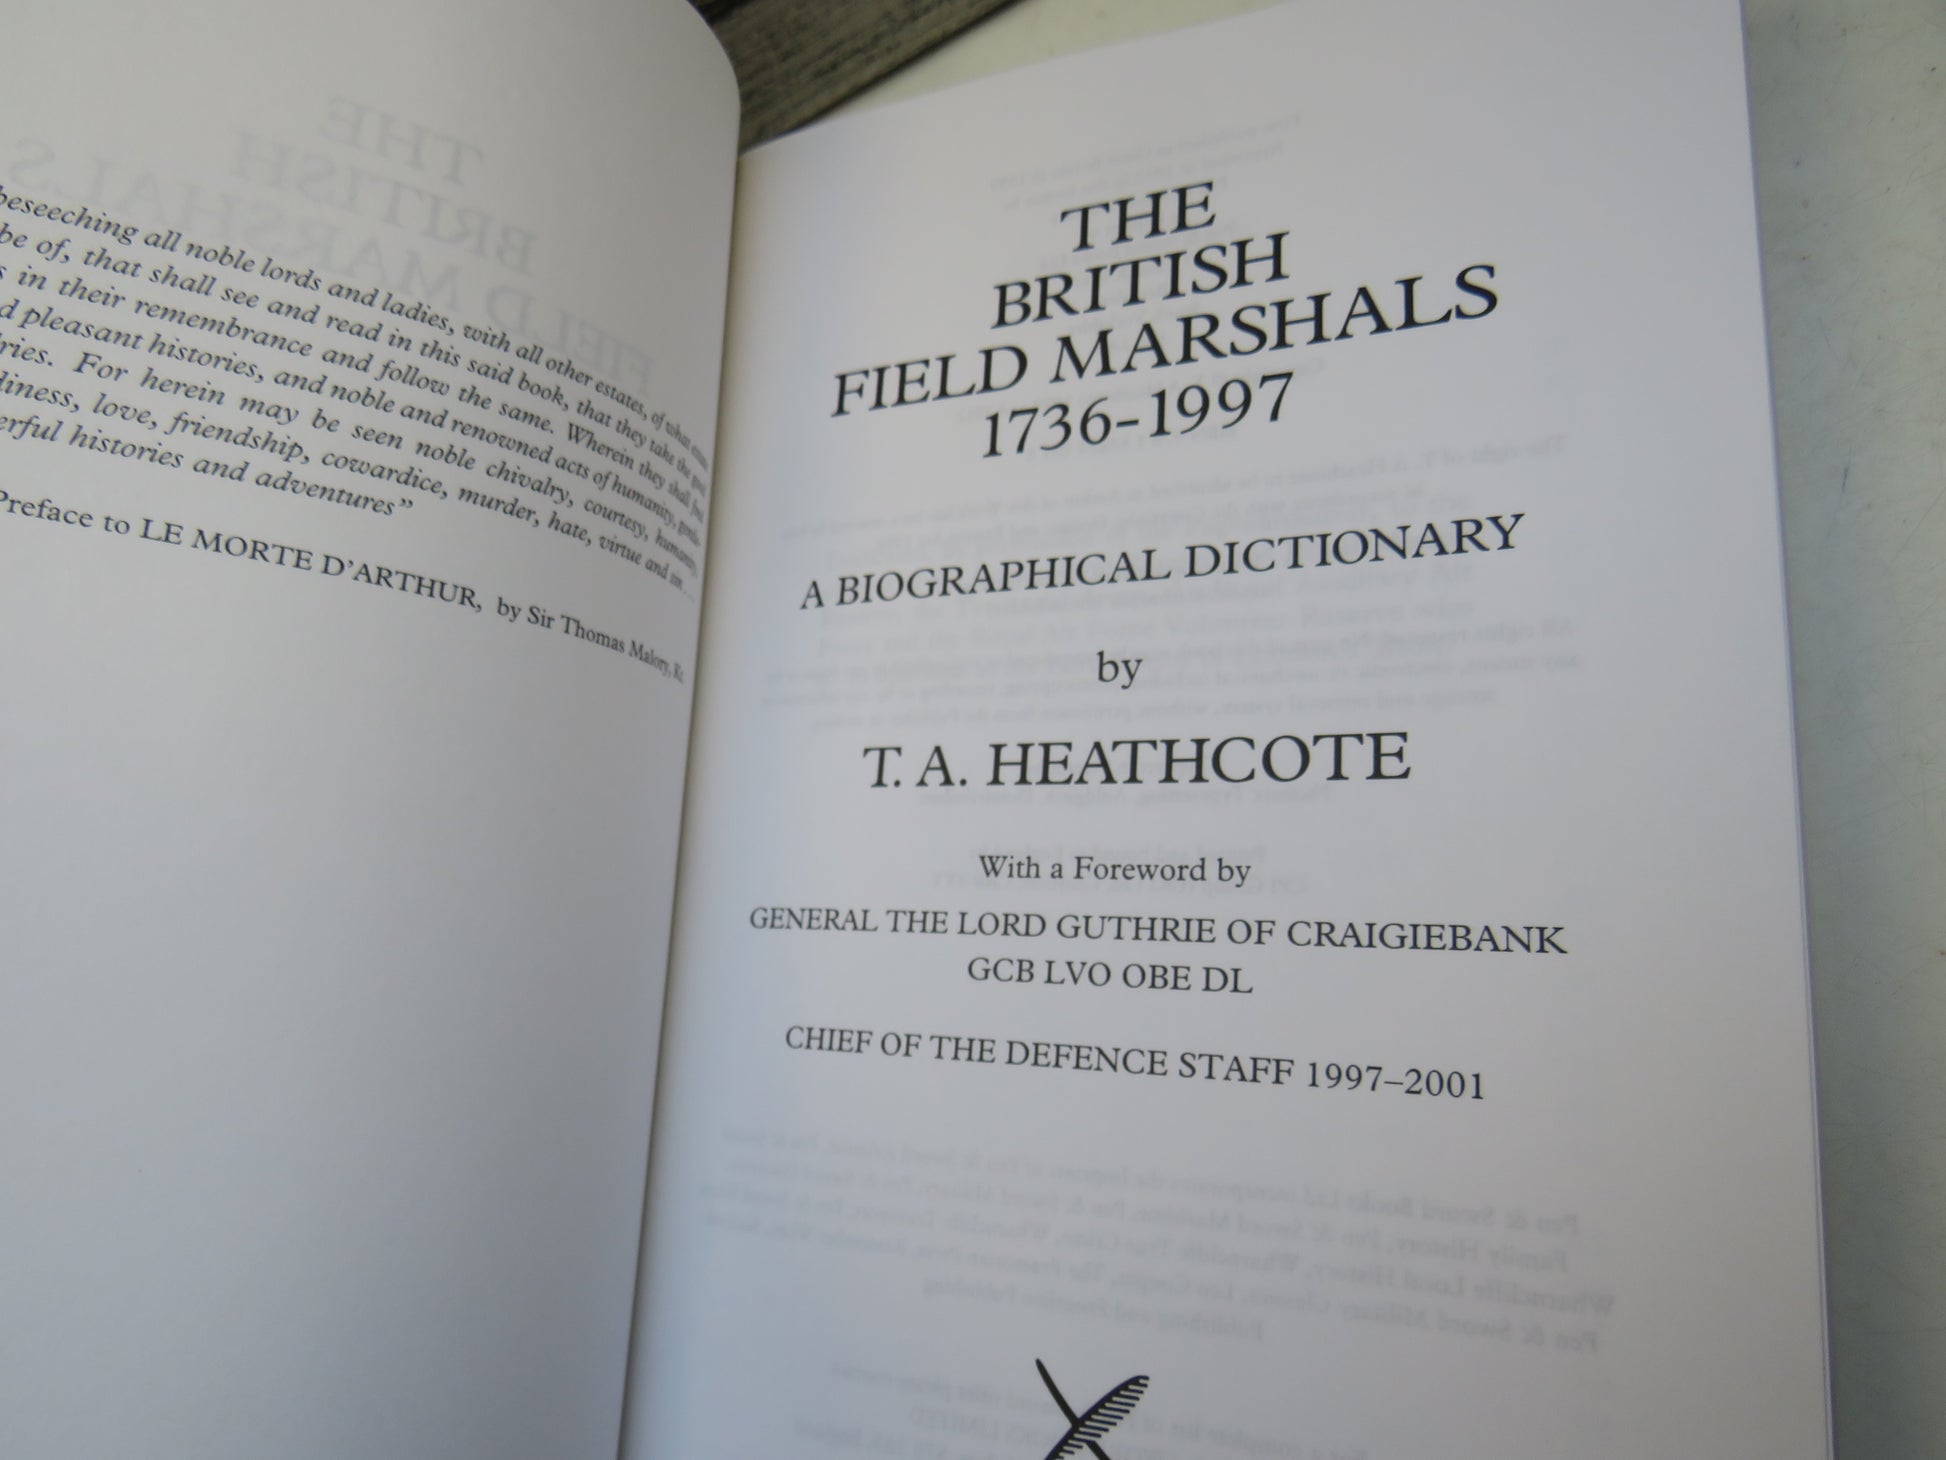 beseeching all noble lords and ladies, with all other estates, of what
be of, that shall see and read in this said book, that they take the good
in their remembrance and follow the same. Wherein they shall find
pleasant histories, and noble and renowned acts of humanity, gentle-
ries. For herein may be seen noble chivalry, courtesy, humanity,
liness, love, friendship, cowardice, murder, hate, virtue and sin...
erful histories and adventures”
Preface to LE MORTE D’ARTHUR, by Sir Thomas Malory, Kt.
THE
BRITISH
FIELD MARSHALS
1736–1997
A BIOGRAPHICAL DICTIONARY
by
T. A. HEATHCOTE
With a Foreword by
GENERAL THE LORD GUTHRIE OF CRAIGIEBANK
GCB LVO OBE DL
CHIEF OF THE DEFENCE STAFF 1997–2001